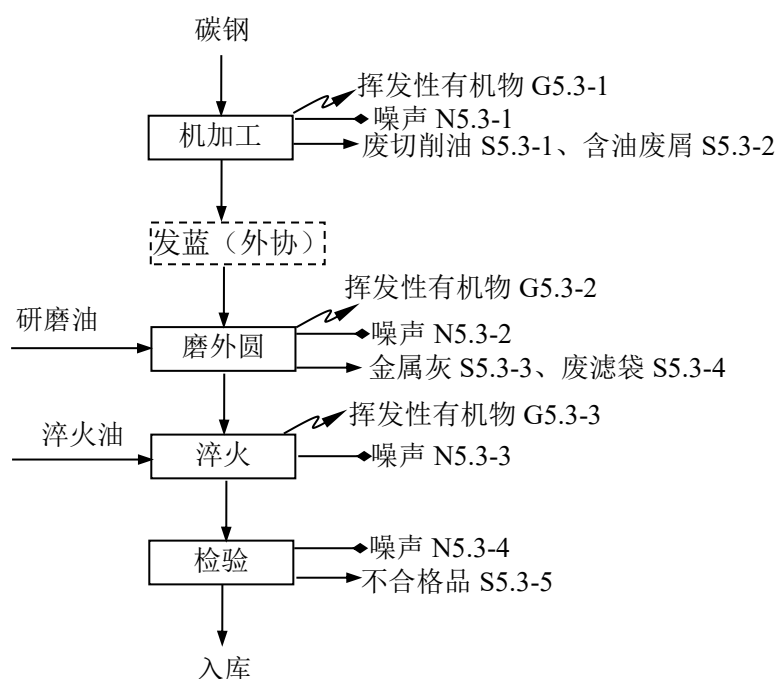 碳钢
挥发性有机物 G5.3-1
噪声 N5.3-1
机加工
废切削油 S5.3-1、含油废屑 S5.3-2
发蓝（外协）
挥发性有机物 G5.3-2
研磨油
噪声 N5.3-2
磨外圆
金属灰 S5.3-3、废滤袋 S5.3-4
挥发性有机物 G5.3-3
淬火油
淬火
噪声 N5.3-3
噪声 N5.3-4
检验
不合格品 S5.3-5
入库